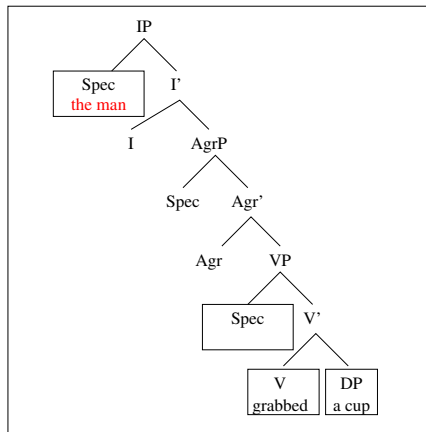 IP
Spec
the man
I'
I
AgrP
Spec
Agr'
Agr
VP
Spec
V'
V
grabbed
DP
a cup